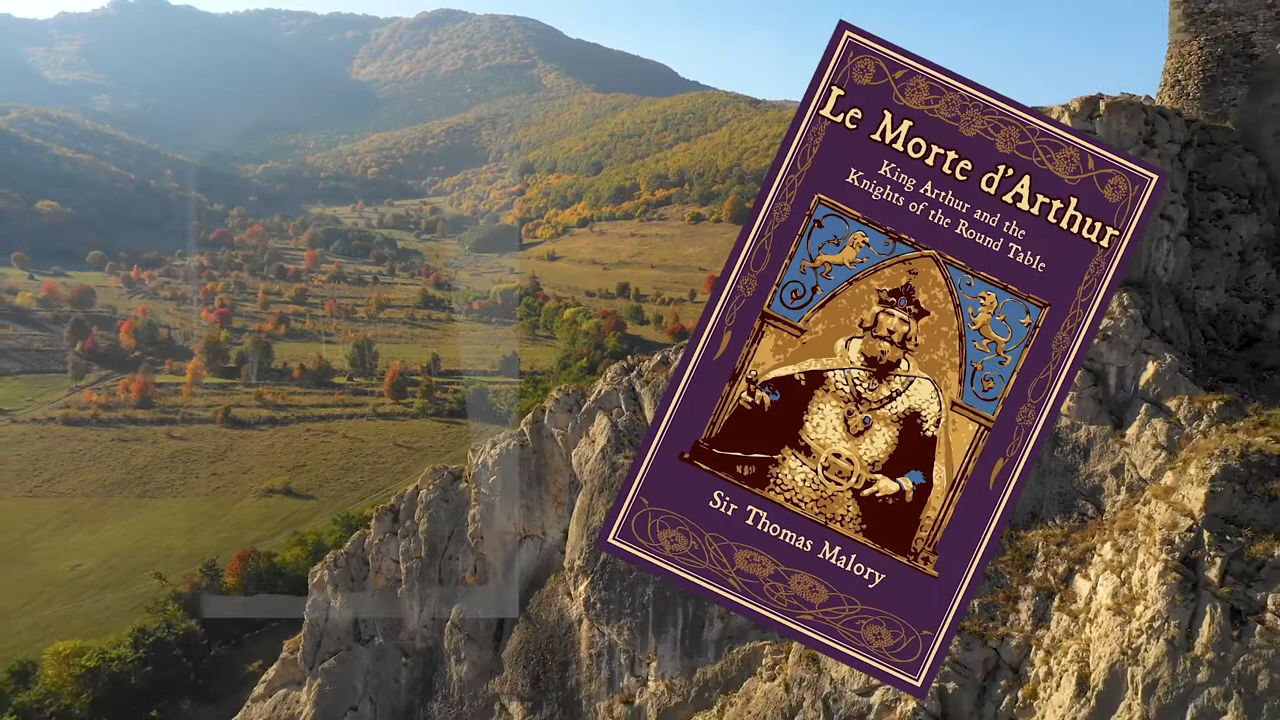 Le Morte d'Arthur
King Arthur and the
Knights of the Round Table
Sir Thomas Malory